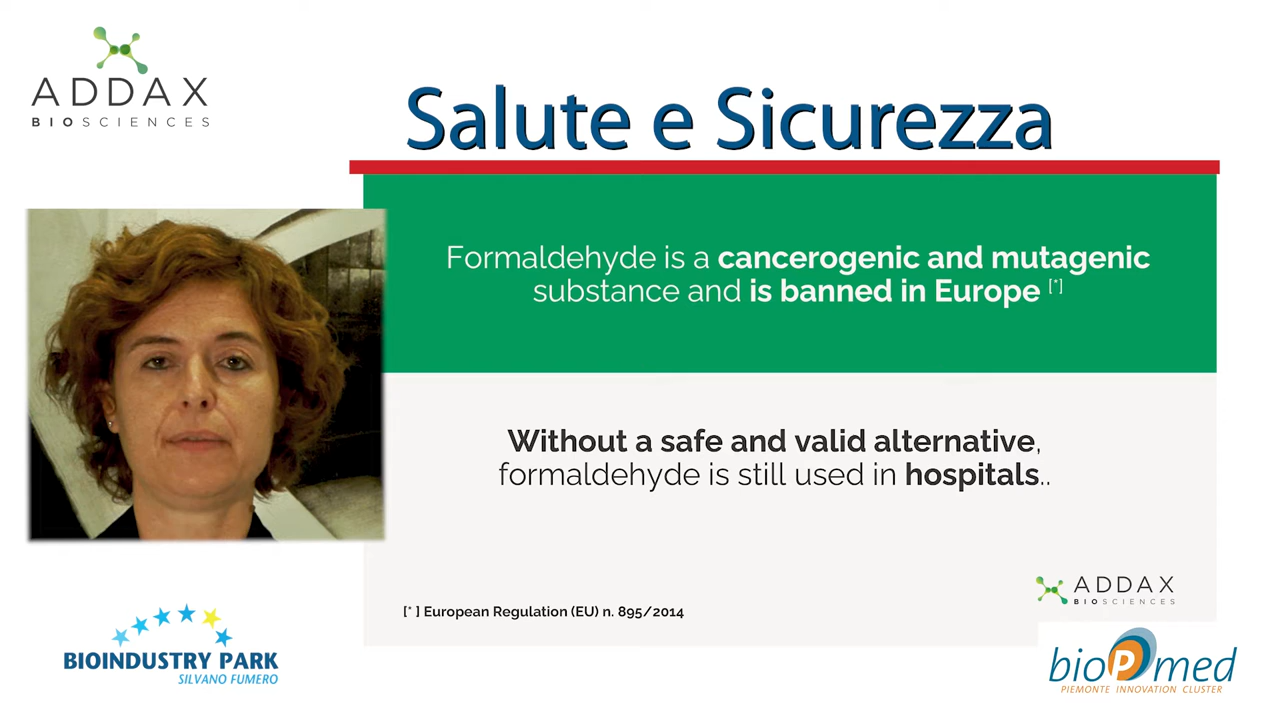 ADDAX
BIOSCIENCES
Salute e Sicurezza
Formaldehyde is a cancerogenic and mutagenic
substance and is banned in Europe [*]
Without a safe and valid alternative,
formaldehyde is still used in hospitals..
[* ] European Regulation (EU) n. 895/2014
ADDAX
BIOSCIENCES
BIOINDUSTRY PARK
SILVANO FUMERO
bioPmed
PIEMONTE INNOVATION CLUSTER